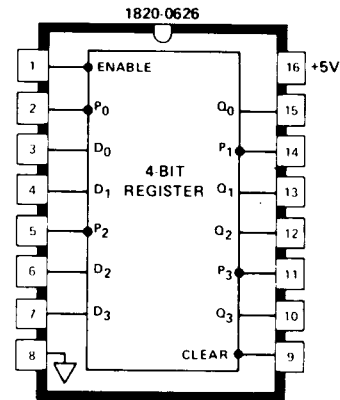 1820-0626
1 ENABLE 16 +5V
2 P0 Q0 15
3 D0 P1 14
4 D1 4-BIT REGISTER Q1 13
5 P2 Q2 12
6 D2 P3 11
7 D3 Q3 10
8 CLEAR 9